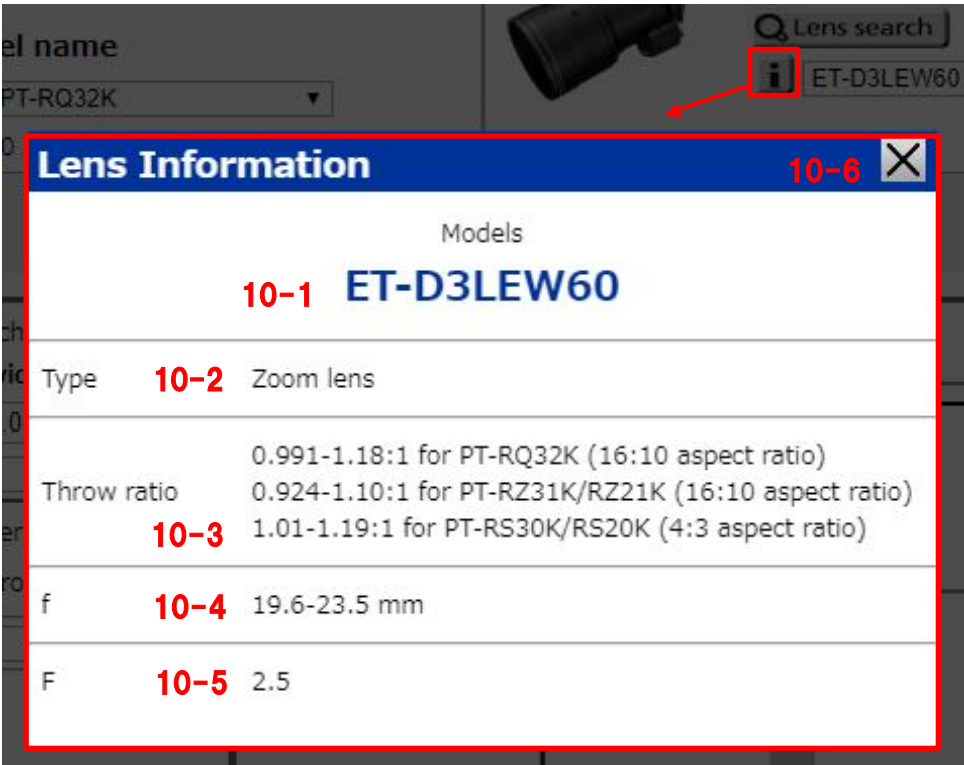 el name
Lens search
PT-RQ32K ▼
i ET-D3LEW60
0
Lens Information 10-6 X
Models
10-1 ET-D3LEW60
Type 10-2 Zoom lens
0.991-1.18:1 for PT-RQ32K (16:10 aspect ratio)
Throw ratio 0.924-1.10:1 for PT-RZ31K/RZ21K (16:10 aspect ratio)
10-3 1.01-1.19:1 for PT-RS30K/RS20K (4:3 aspect ratio)
f 10-4 19.6-23.5 mm
F 10-5 2.5